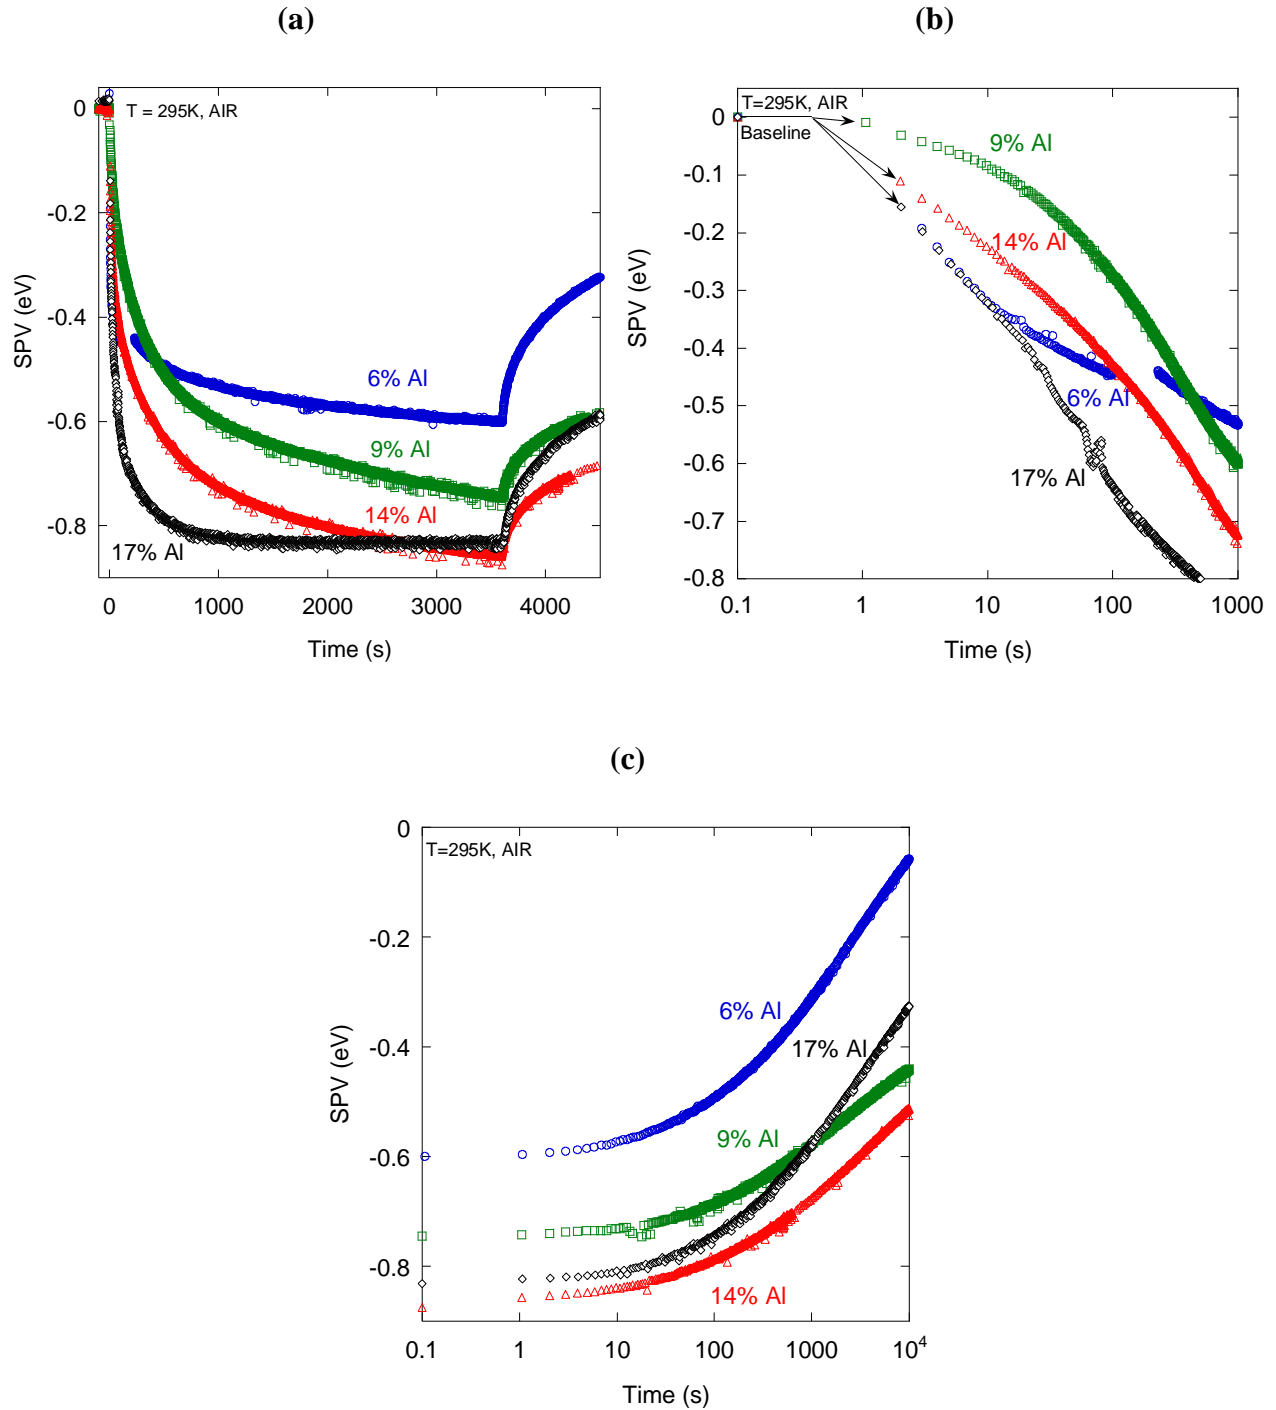 (a)
T = 295K, AIR
0
-0.2
-0.4
-0.6
-0.8
SPV (eV)
6% Al
9% Al
14% Al
17% Al
0 1000 2000 3000 4000
Time (s)
(b)
T=295K, AIR
Baseline
0
-0.1
-0.2
-0.3
-0.4
-0.5
-0.6
-0.7
-0.8
SPV (eV)
9% Al
14% Al
6% Al
17% Al
0.1 1 10 100 1000
Time (s)
(c)
T=295K, AIR
0
-0.2
-0.4
-0.6
-0.8
SPV (eV)
6% Al
17% Al
9% Al
14% Al
0.1 1 10 100 1000 10⁴
Time (s)